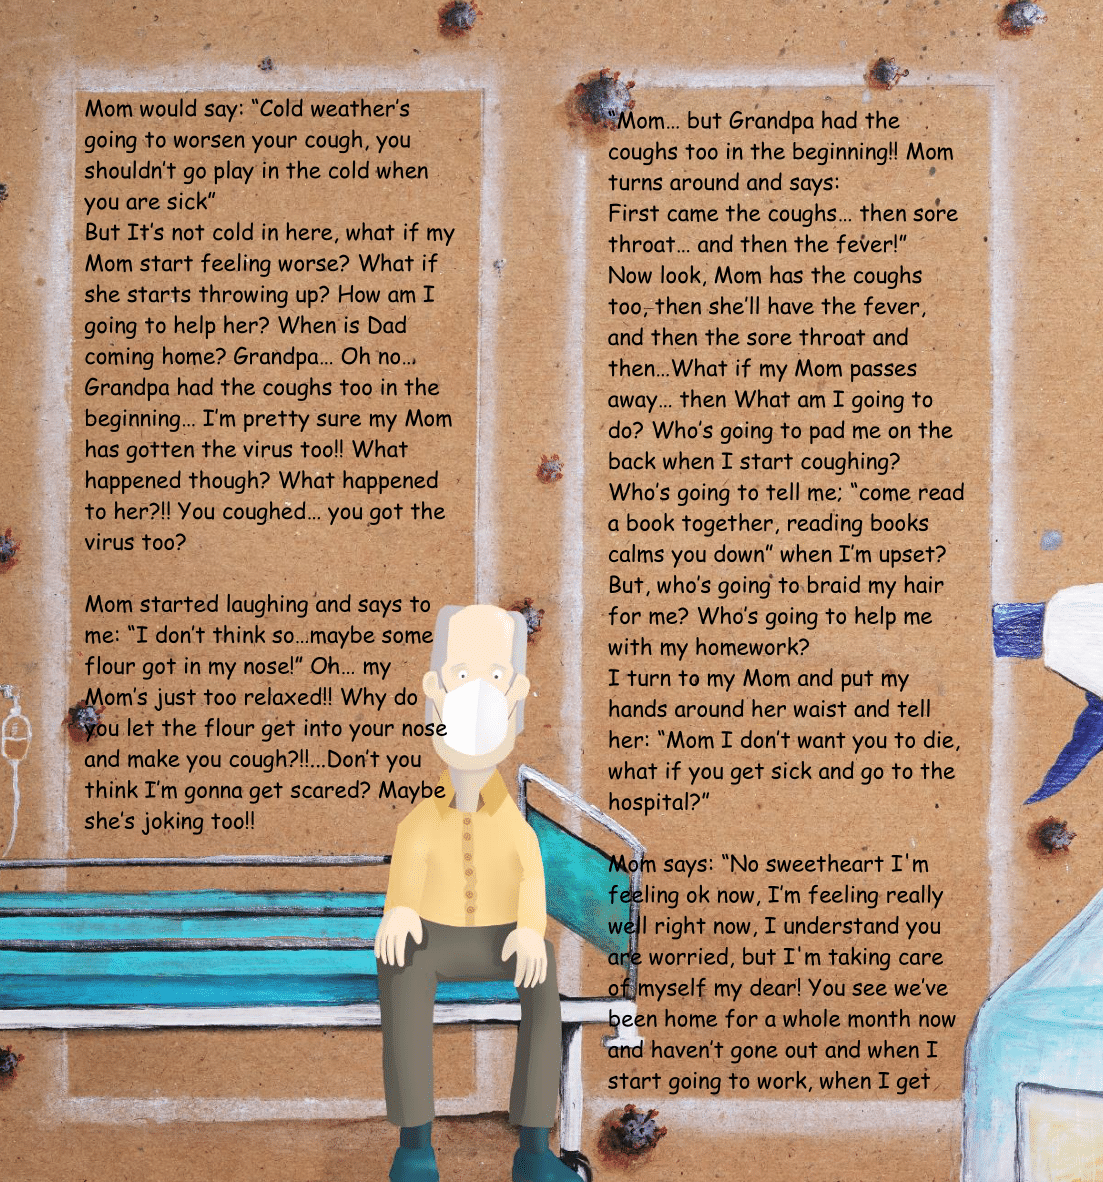 Mom would say: “Cold weather’s
going to worsen your cough, you
shouldn’t go play in the cold when
you are sick”
But It’s not cold in here, what if my
Mom start feeling worse? What if
she starts throwing up? How am I
going to help her? When is Dad
coming home? Grandpa... Oh no...
Grandpa had the coughs too in the
beginning... I’m pretty sure my Mom
has gotten the virus too!! What
happened though? What happened
to her?!! You coughed... you got the
virus too?
Mom started laughing and says to
me: “I don’t think so...maybe some
flour got in my nose!” Oh... my
Mom’s just too relaxed!! Why do
you let the flour get into your nose
and make you cough?!!...Don’t you
think I’m gonna get scared? Maybe
she’s joking too!!
“Mom... but Grandpa had the
coughs too in the beginning!! Mom
turns around and says:
First came the coughs... then sore
throat... and then the fever!”
Now look, Mom has the coughs
too, then she’ll have the fever,
and then the sore throat and
then...What if my Mom passes
away... then What am I going to
do? Who’s going to pad me on the
back when I start coughing?
Who’s going to tell me; “come read
a book together, reading books
calms you down” when I’m upset?
But, who’s going to braid my hair
for me? Who’s going to help me
with my homework?
I turn to my Mom and put my
hands around her waist and tell
her: “Mom I don’t want you to die,
what if you get sick and go to the
hospital?”
Mom says: “No sweetheart I'm
feeling ok now, I’m feeling really
well right now, I understand you
are worried, but I'm taking care
of myself my dear! You see we’ve
been home for a whole month now
and haven’t gone out and when I
start going to work, when I get